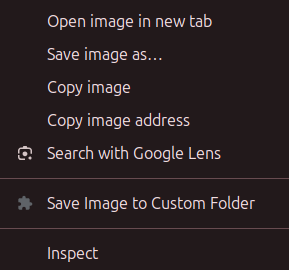 Open image in new tab
Save image as…
Copy image
Copy image address
Search with Google Lens
Save Image to Custom Folder
Inspect